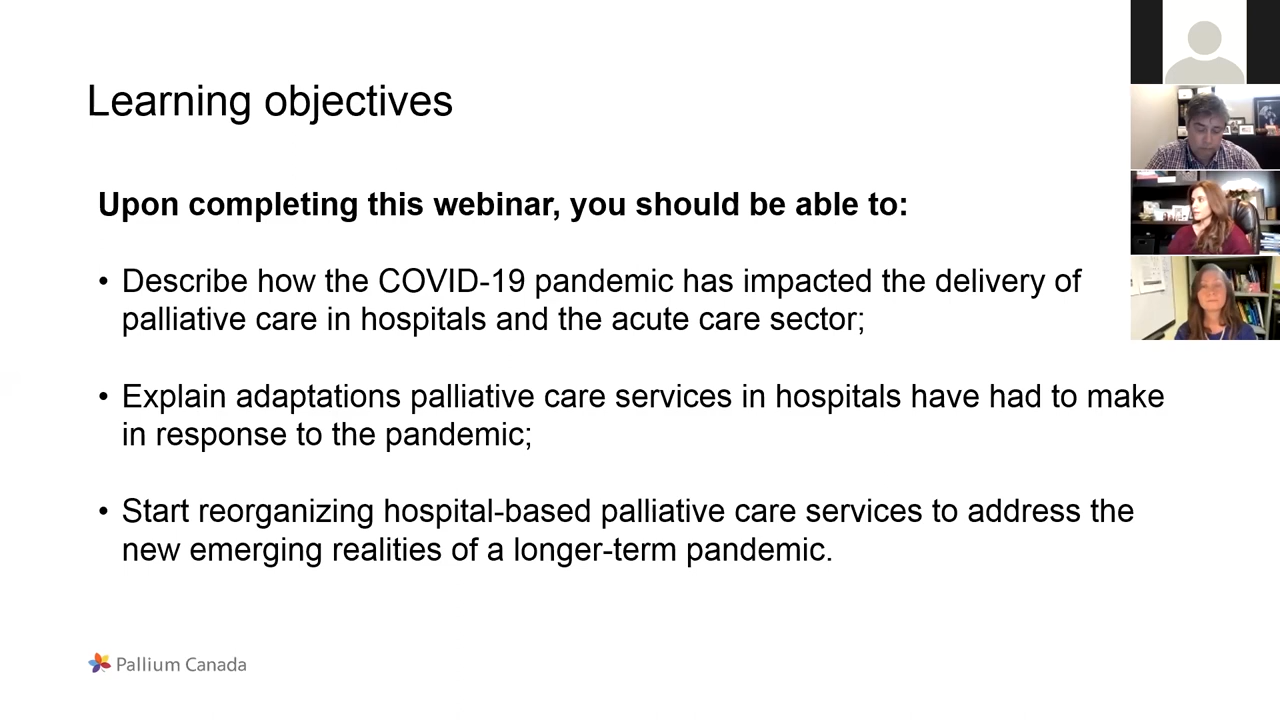 Learning objectives
Upon completing this webinar, you should be able to:
• Describe how the COVID-19 pandemic has impacted the delivery of
palliative care in hospitals and the acute care sector;
• Explain adaptations palliative care services in hospitals have had to make
in response to the pandemic;
• Start reorganizing hospital-based palliative care services to address the
new emerging realities of a longer-term pandemic.
Pallium Canada